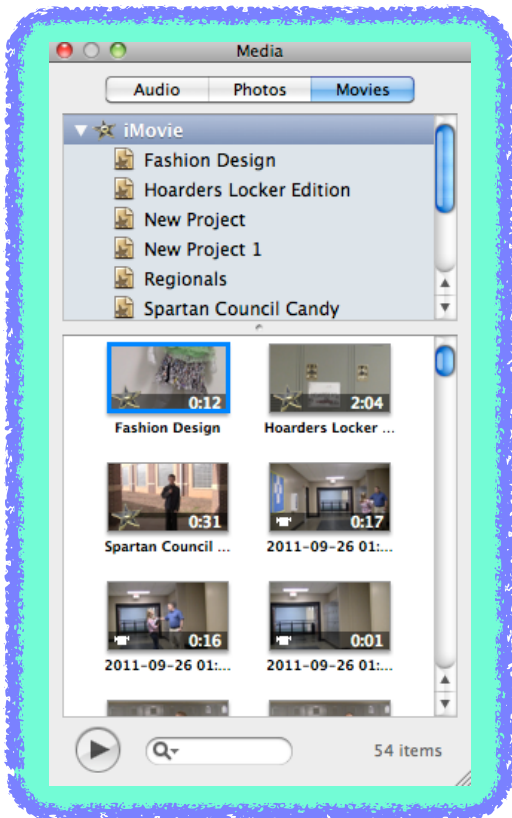 Media
Audio Photos Movies
iMovie
Fashion Design
Hoarders Locker Edition
New Project
New Project 1
Regionals
Spartan Council Candy
0:12 2:04
Fashion Design Hoarders Locker ...
0:31 0:17
Spartan Council ... 2011-09-26 01:...
0:16 0:01
2011-09-26 01:... 2011-09-26 01:...
54 items